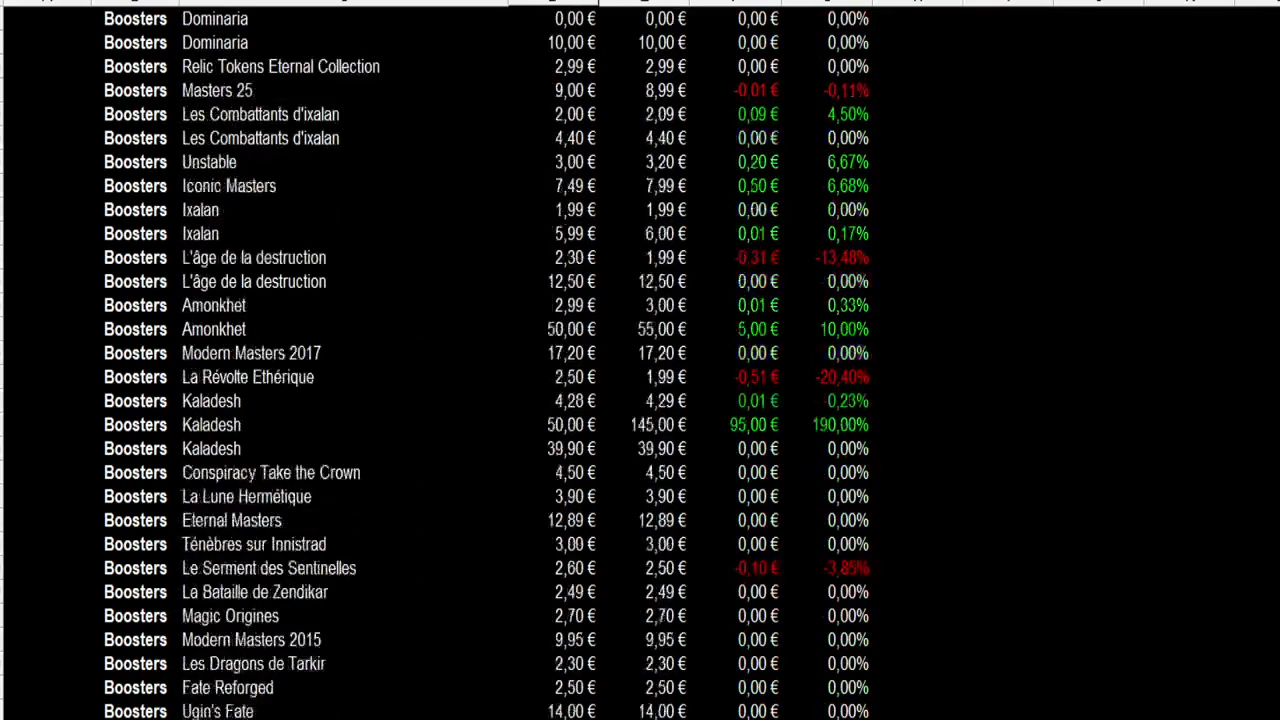 Boosters Dominaria 0,00 € 0,00 € 0,00 € 0,00%
Boosters Dominaria 10,00 € 10,00 € 0,00 € 0,00%
Boosters Relic Tokens Eternal Collection 2,99 € 2,99 € 0,00 € 0,00%
Boosters Masters 25 9,00 € 8,99 € -0,01 € -0,11%
Boosters Les Combattants d'ixalan 2,00 € 2,09 € 0,09 € 4,50%
Boosters Les Combattants d'ixalan 4,40 € 4,40 € 0,00 € 0,00%
Boosters Unstable 3,00 € 3,20 € 0,20 € 6,67%
Boosters Iconic Masters 7,49 € 7,99 € 0,50 € 6,68%
Boosters Ixalan 1,99 € 1,99 € 0,00 € 0,00%
Boosters Ixalan 5,99 € 6,00 € 0,01 € 0,17%
Boosters L'âge de la destruction 2,30 € 1,99 € -0,31 € -13,48%
Boosters L'âge de la destruction 12,50 € 12,50 € 0,00 € 0,00%
Boosters Amonkhet 2,99 € 3,00 € 0,01 € 0,33%
Boosters Amonkhet 50,00 € 55,00 € 5,00 € 10,00%
Boosters Modern Masters 2017 17,20 € 17,20 € 0,00 € 0,00%
Boosters La Révolte Ethérique 2,50 € 1,99 € -0,51 € -20,40%
Boosters Kaladesh 4,28 € 4,29 € 0,01 € 0,23%
Boosters Kaladesh 50,00 € 145,00 € 95,00 € 190,00%
Boosters Kaladesh 39,90 € 39,90 € 0,00 € 0,00%
Boosters Conspiracy Take the Crown 4,50 € 4,50 € 0,00 € 0,00%
Boosters La Lune Hermétique 3,90 € 3,90 € 0,00 € 0,00%
Boosters Eternal Masters 12,89 € 12,89 € 0,00 € 0,00%
Boosters Ténèbres sur Innistrad 3,00 € 3,00 € 0,00 € 0,00%
Boosters Le Serment des Sentinelles 2,60 € 2,50 € -0,10 € -3,85%
Boosters La Bataille de Zendikar 2,49 € 2,49 € 0,00 € 0,00%
Boosters Magic Origines 2,70 € 2,70 € 0,00 € 0,00%
Boosters Modern Masters 2015 9,95 € 9,95 € 0,00 € 0,00%
Boosters Les Dragons de Tarkir 2,30 € 2,30 € 0,00 € 0,00%
Boosters Fate Reforged 2,50 € 2,50 € 0,00 € 0,00%
Boosters Ugin's Fate 14,00 € 14,00 € 0,00 € 0,00%